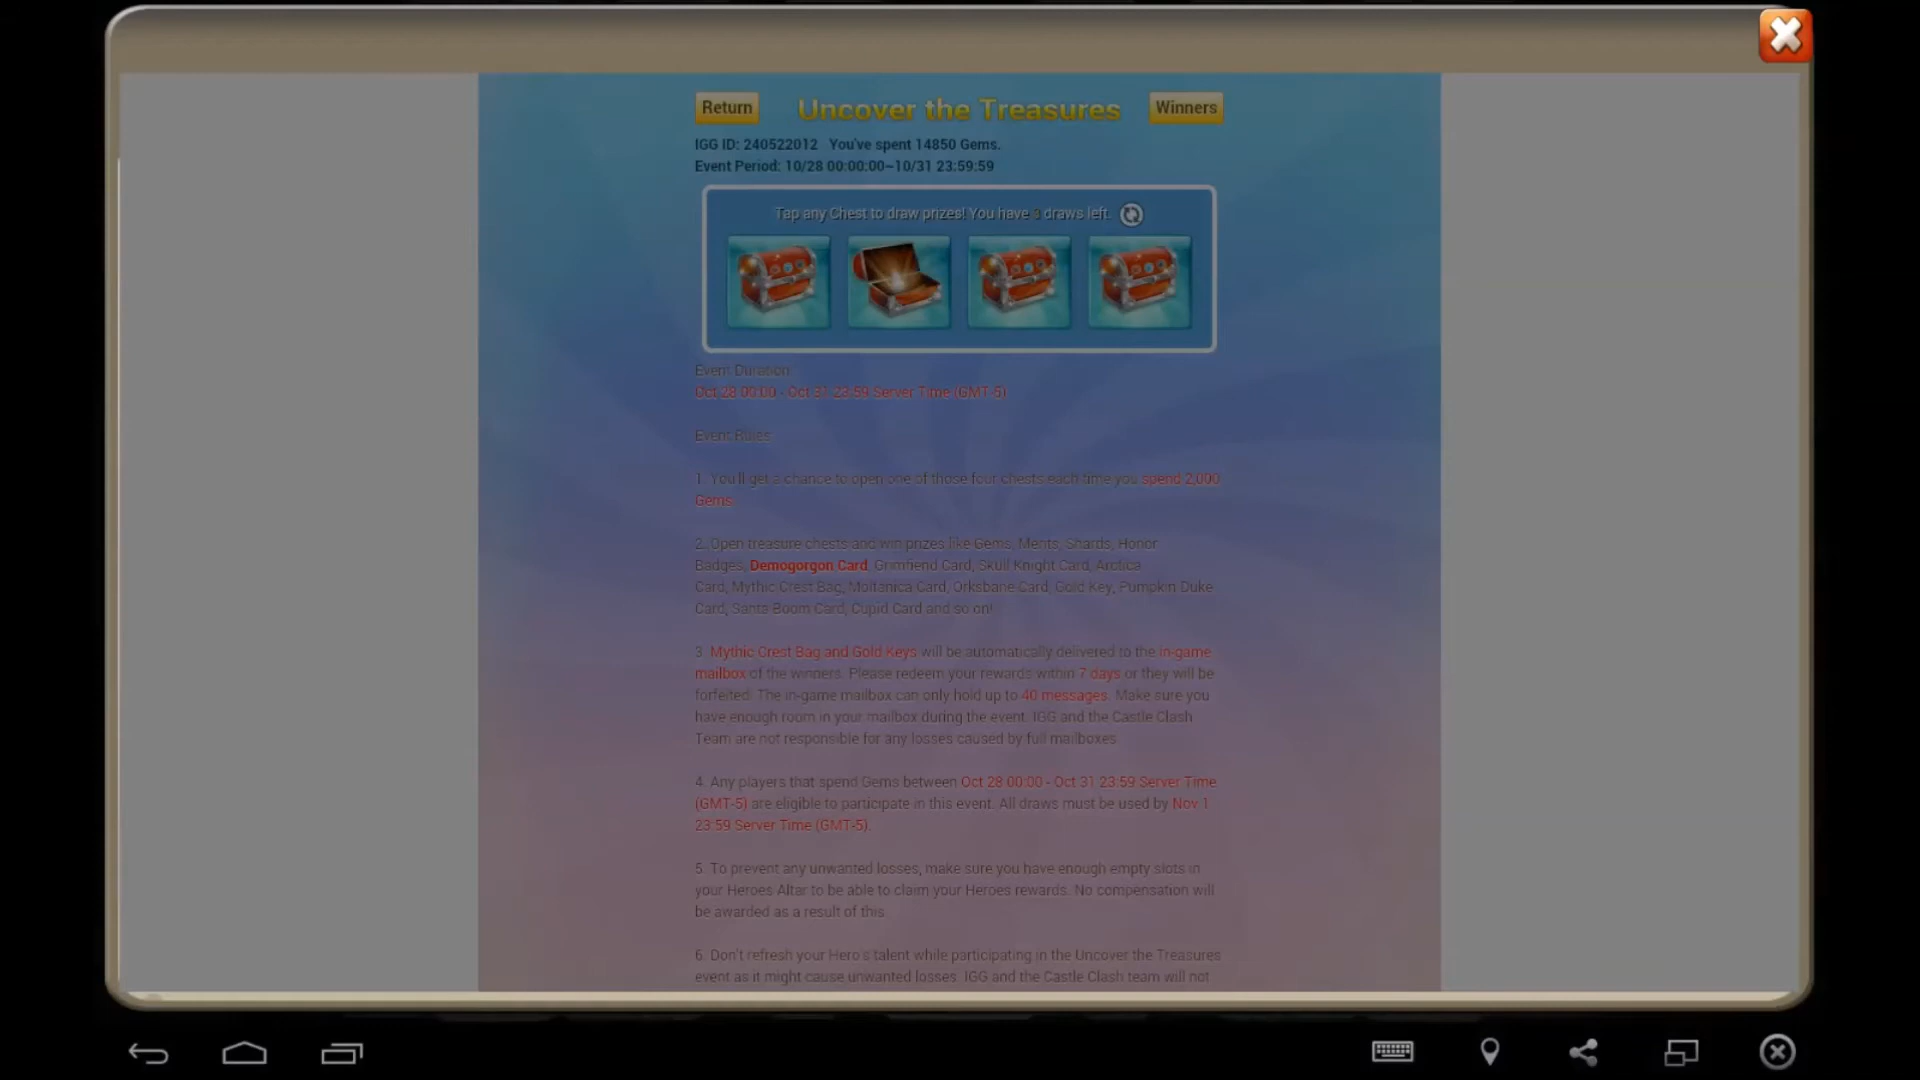 Return Uncover the Treasures Winners
IGG ID: 240522012 You've spent 14850 Gems.
Event Period: 10/28 00:00:00~10/31 23:59:59
Tap any Chest to draw prizes! You have 3 draws left.
Event Duration:
Oct 28 00:00 - Oct 31 23:59 Server Time (GMT-5)
Event Rules:
1. You'll get a chance to open one of those four chests each time you spend 2,000
Gems.
2. Open treasure chests and win prizes like Gems, Merits, Shards, Honor
Badges, Demogorgon Card, Grimfiend Card, Skull Knight Card, Arctica
Card, Mythic Crest Bag, Moltanica Card, Orksbane Card, Gold Key, Pumpkin Duke
Card, Santa Boom Card, Cupid Card and so on!
3. Mythic Crest Bag and Gold Keys will be automatically delivered to the in-game
mailbox of the winners. Please redeem your rewards within 7 days or they will be
forfeited. The in-game mailbox can only hold up to 40 messages. Make sure you
have enough room in your mailbox during the event. IGG and the Castle Clash
Team are not responsible for any losses caused by full mailboxes.
4. Any players that spend Gems between Oct 28 00:00 - Oct 31 23:59 Server Time
(GMT-5) are eligible to participate in this event. All draws must be used by Nov 1
23:59 Server Time (GMT-5).
5. To prevent any unwanted losses, make sure you have enough empty slots in
your Heroes Altar to be able to claim your Heroes rewards. No compensation will
be awarded as a result of this.
6. Don't refresh your Hero's talent while participating in the Uncover the Treasures
event as it might cause unwanted losses. IGG and the Castle Clash team will not